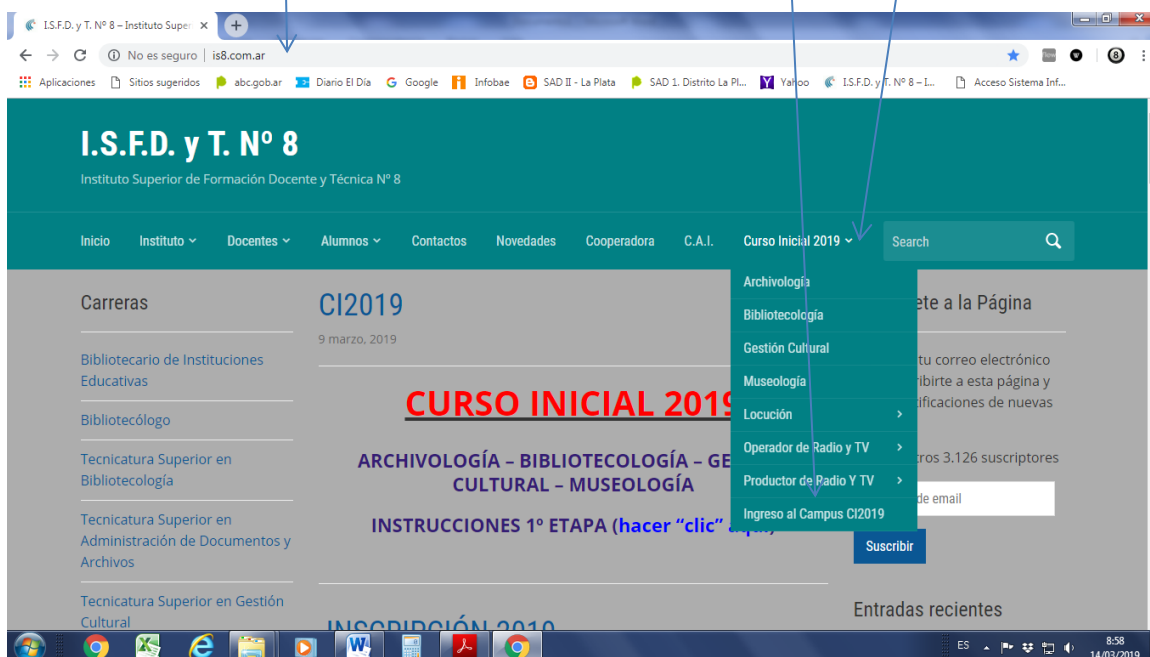 I.S.F.D. y T. Nº 8 – Instituto Super
No es seguro | is8.com.ar
Aplicaciones Sitios sugeridos abc.gob.ar Diario El Día Google Infobae SAD II - La Plata SAD 1. Distrito La Pl... Yahoo I.S.F.D. y T. Nº 8 – I... Acceso Sistema Inf...
I.S.F.D. y T. Nº 8
Instituto Superior de Formación Docente y Técnica Nº 8
Inicio Instituto Docentes Alumnos Contactos Novedades Cooperadora C.A.I. Curso Inicial 2019 Search
Archivología
Bibliotecología
Gestión Cultural
Museología
Locución
Operador de Radio y TV
Productor de Radio Y TV
Ingreso al Campus CI2019
Carreras
Bibliotecario de Instituciones
Educativas
Bibliotecólogo
Tecnicatura Superior en
Bibliotecología
Tecnicatura Superior en
Administración de Documentos y
Archivos
Tecnicatura Superior en Gestión
Cultural
CI2019
9 marzo, 2019
CURSO INICIAL 2019
ARCHIVOLOGÍA – BIBLIOTECOLOGÍA – GE
CULTURAL – MUSEOLOGÍA
INSTRUCCIONES 1º ETAPA (hacer “clic”
INSCRIPCIÓN 2019
ete a la Página
tu correo electrónico
ribirte a esta página y
tificaciones de nuevas
tros 3.126 suscriptores
de email
Suscribir
Entradas recientes
ES
8:58
14/03/2019